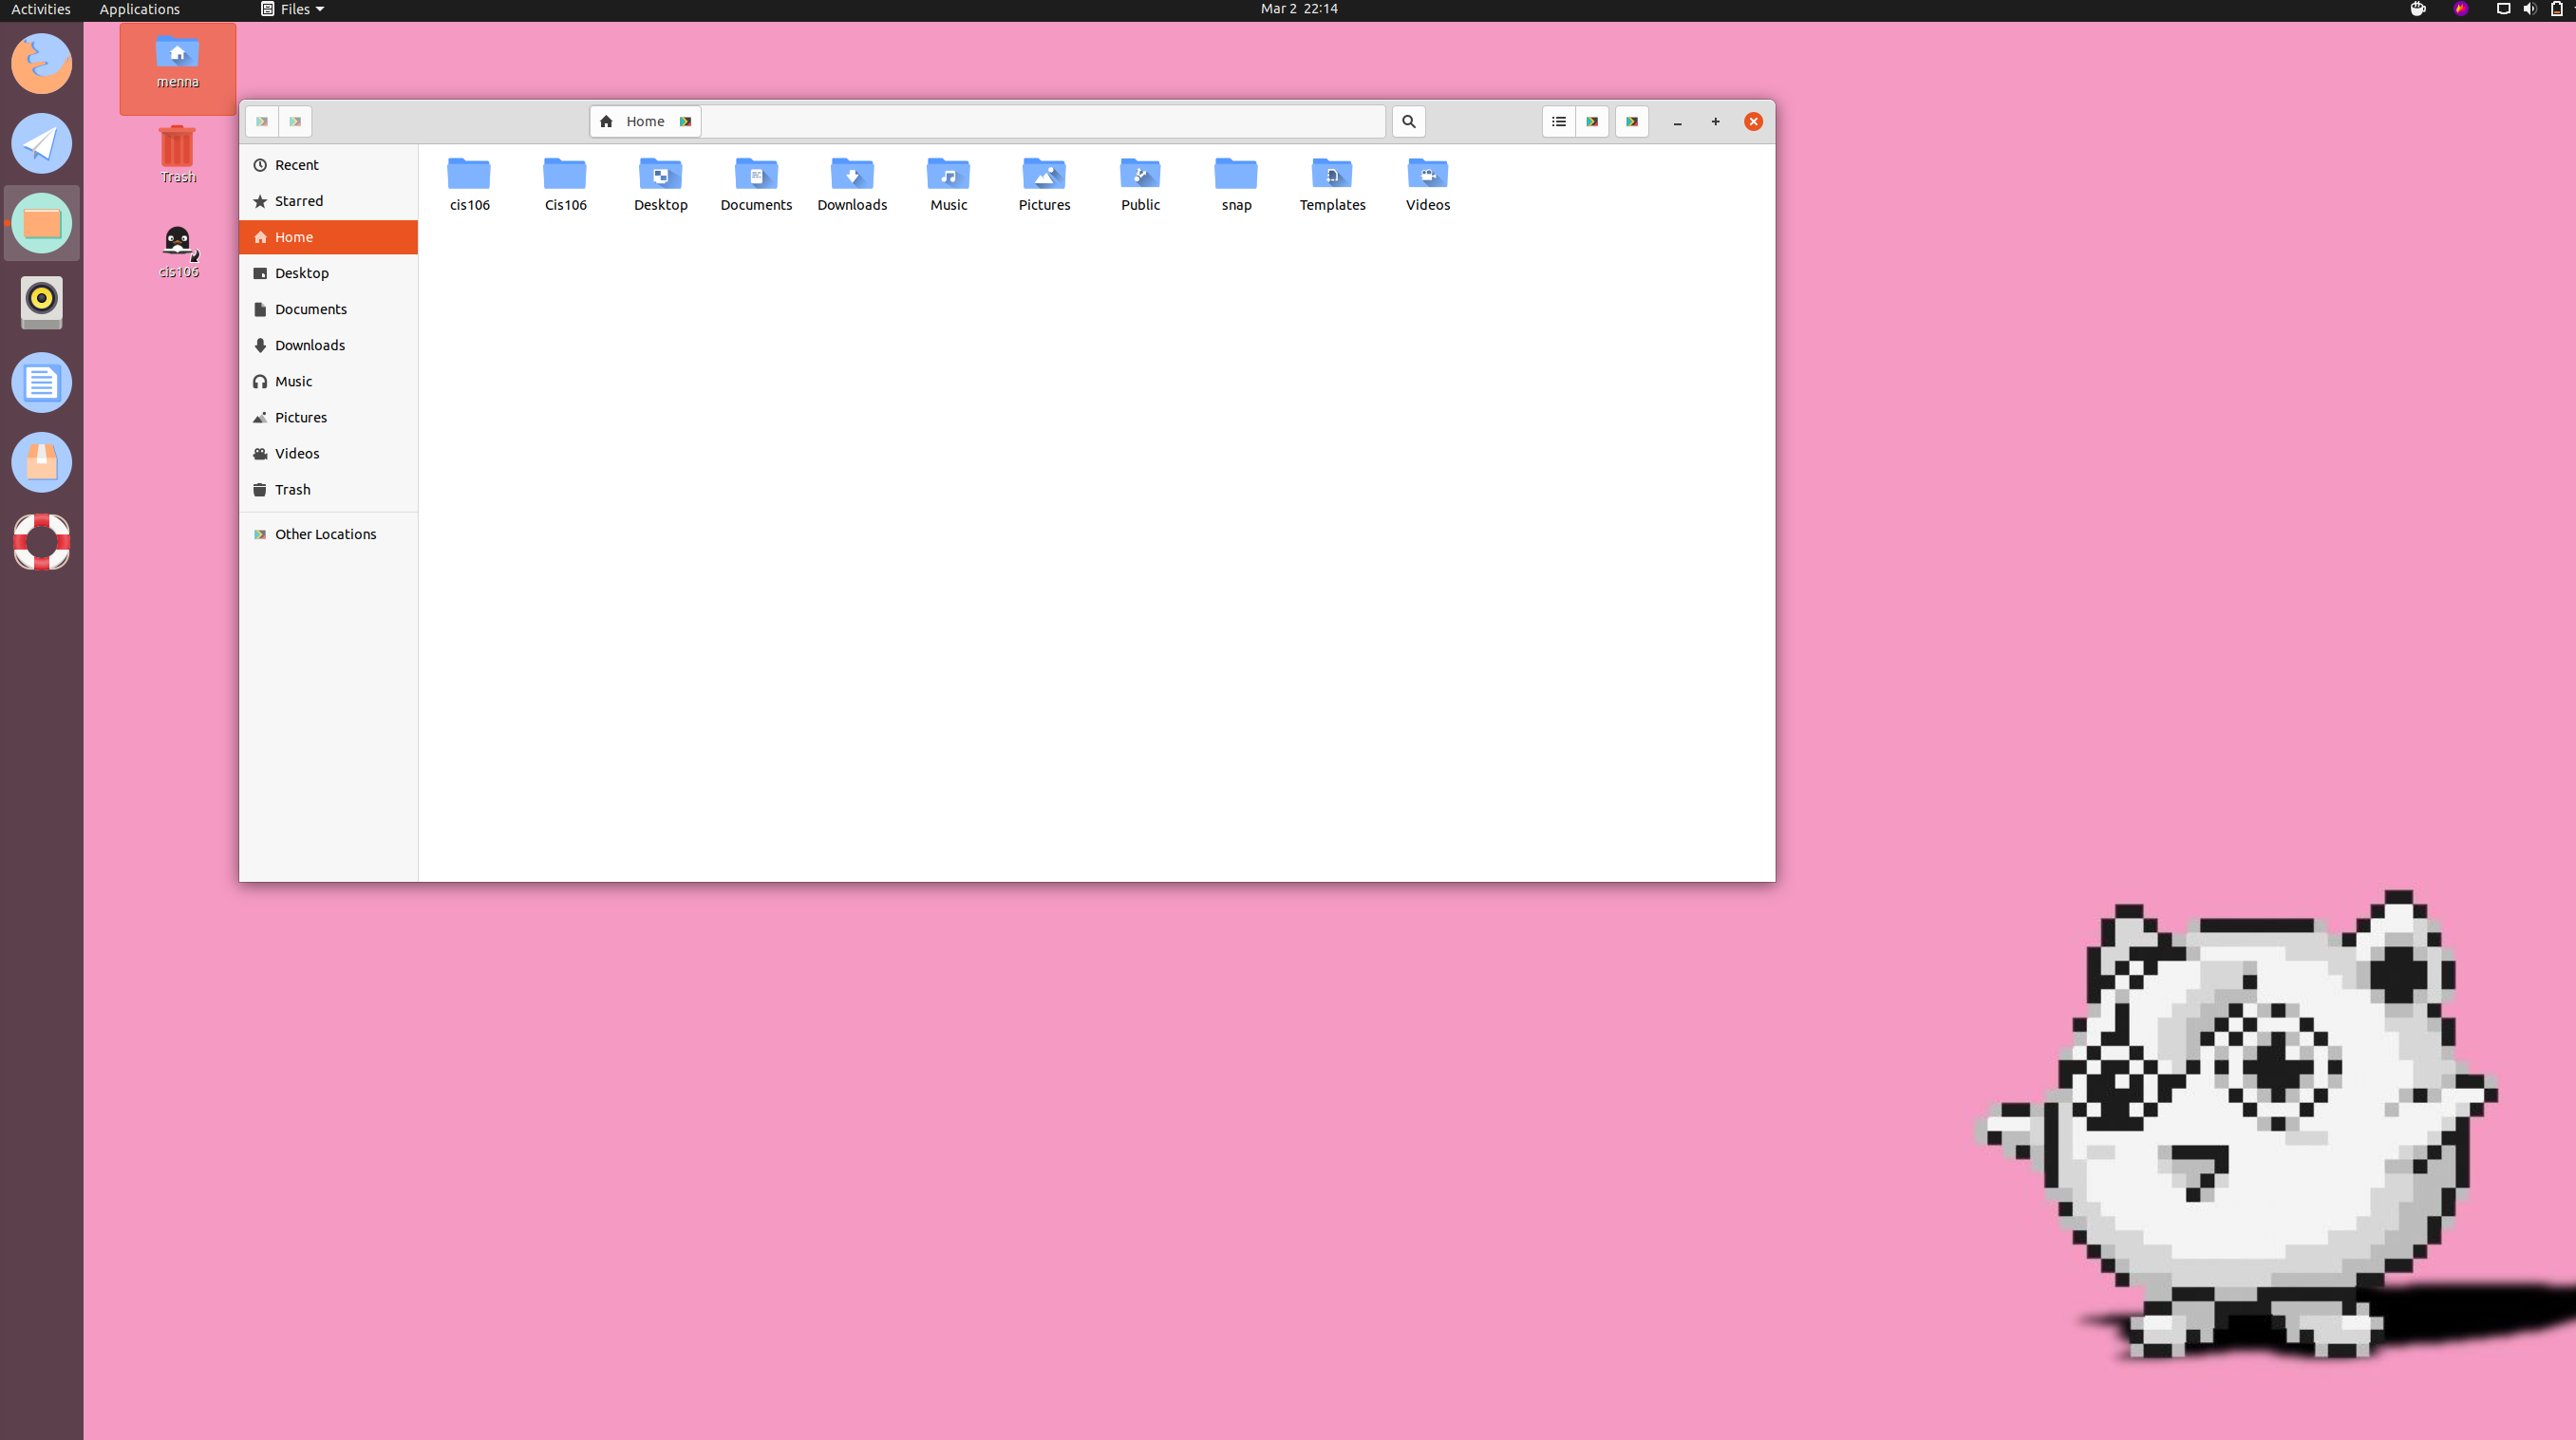 Activities Applications Files Mar 2 22:14
menna
Trash
cis106
Home
Recent
Starred
Home
Desktop
Documents
Downloads
Music
Pictures
Videos
Trash
Other Locations
cis106 Cis106 Desktop Documents Downloads Music Pictures Public snap Templates Videos